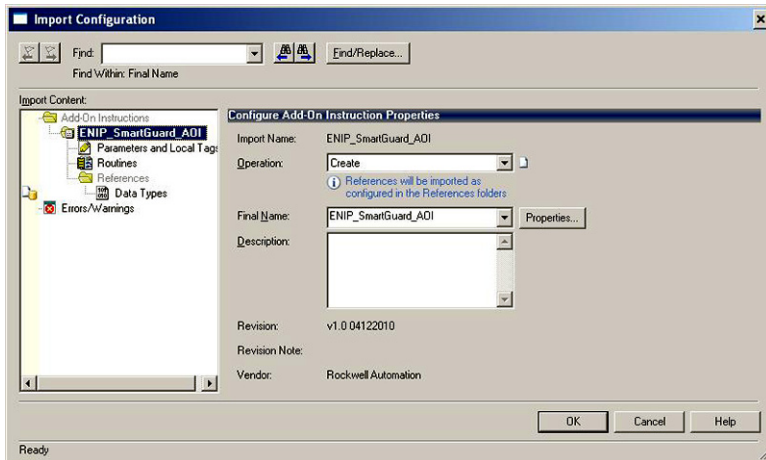 Import Configuration
Find:
Find/Replace...
Find Within: Final Name
Import Content:
Add-On Instructions
ENIP_SmartGuard_AOI
Parameters and Local Tags
Routines
References
Data Types
Errors/Warnings
Configure Add-On Instruction Properties
Import Name: ENIP_SmartGuard_AOI
Operation: Create
References will be imported as
configured in the References folders
Final Name: ENIP_SmartGuard_AOI Properties...
Description:
Revision: v1.0 04122010
Revision Note:
Vendor: Rockwell Automation
OK Cancel Help
Ready